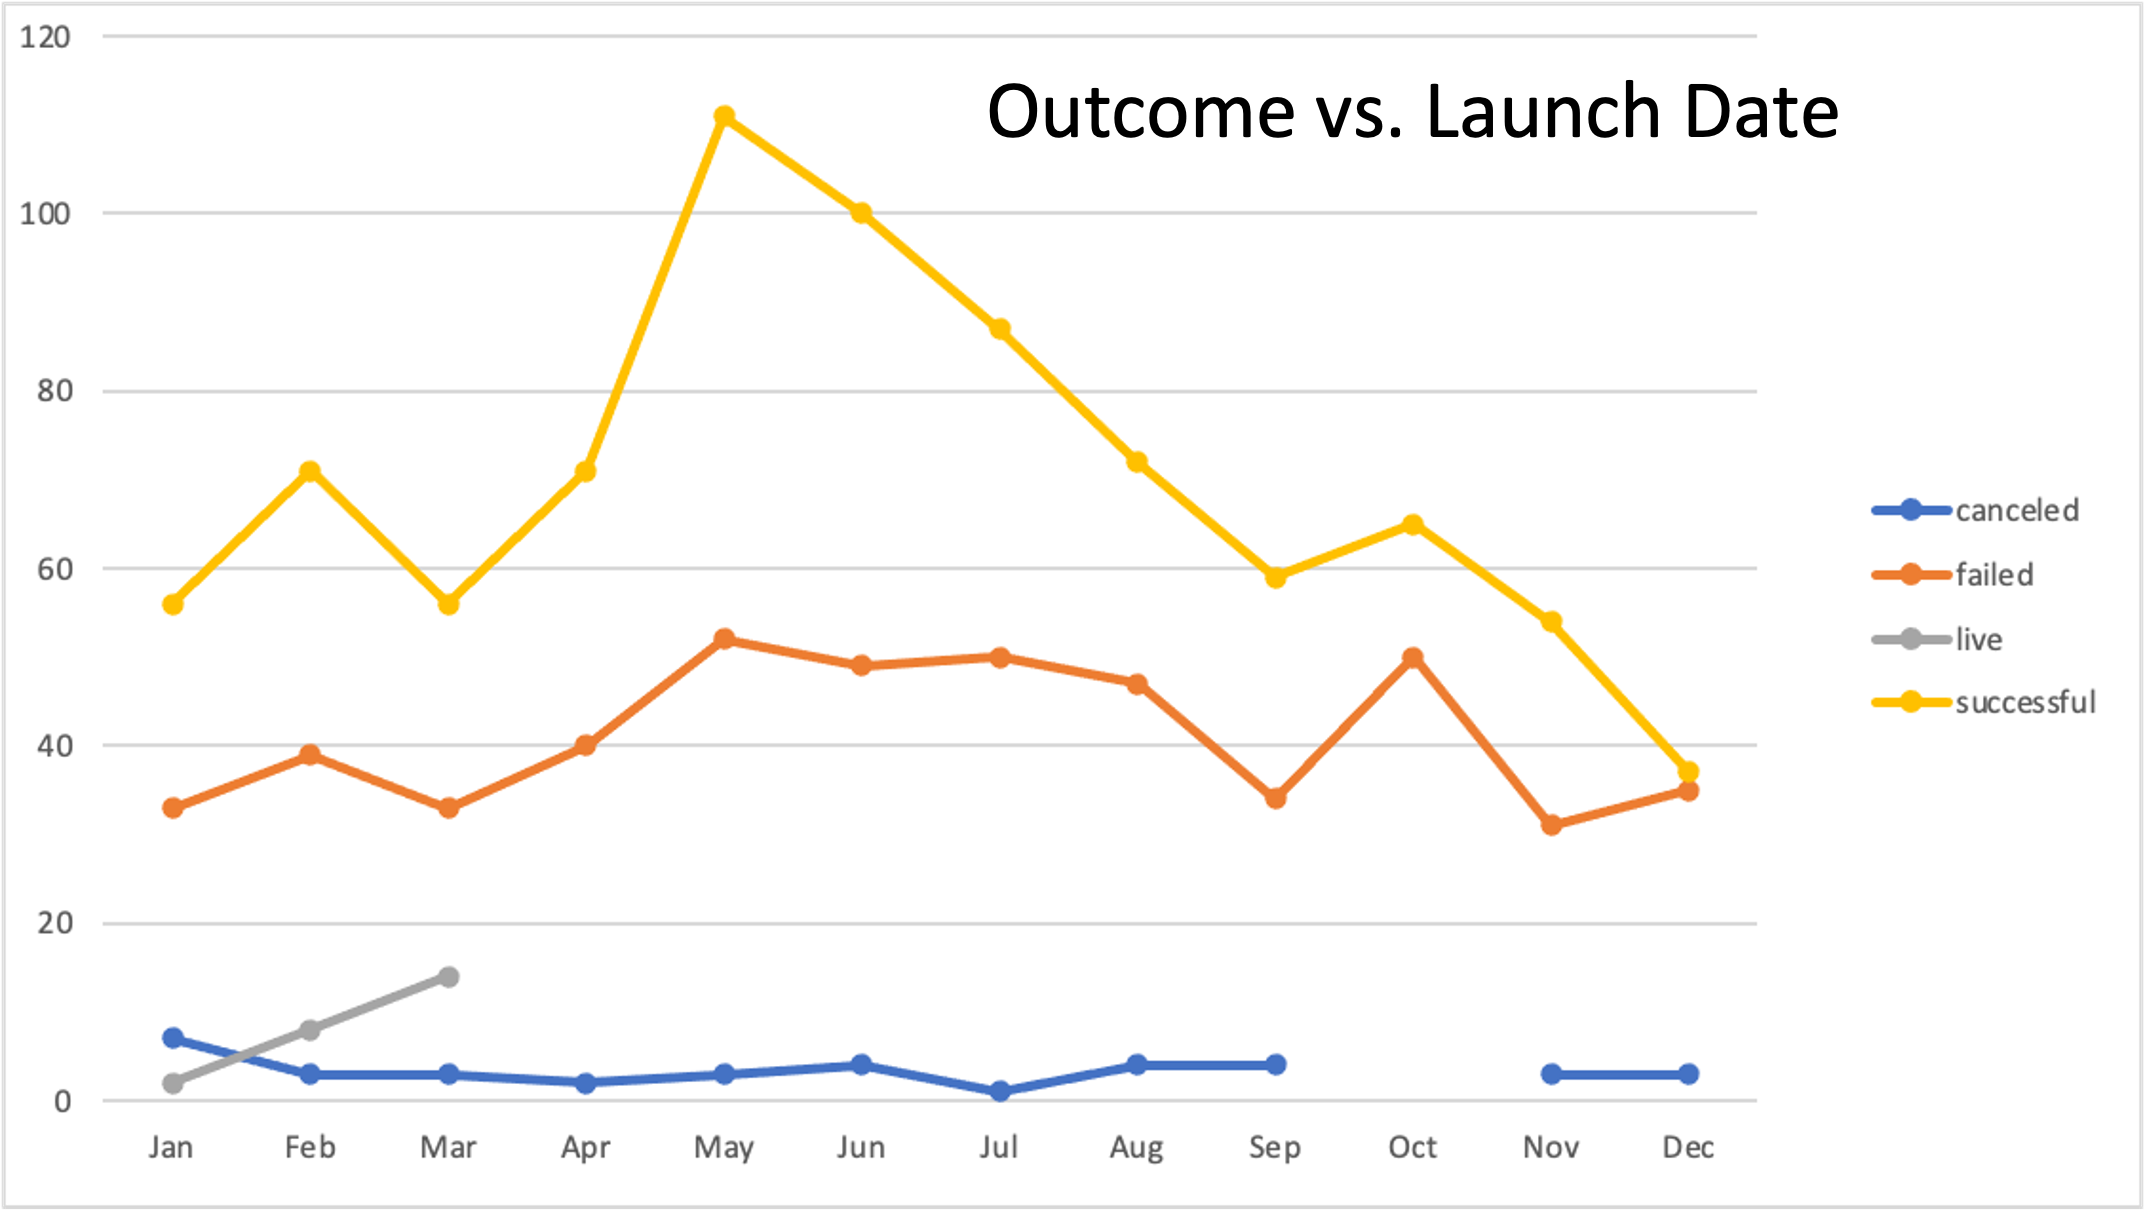 Outcome vs. Launch Date
120
100
80
60
40
20
0
Jan Feb Mar Apr May Jun Jul Aug Sep Oct Nov Dec
canceled
failed
live
successful